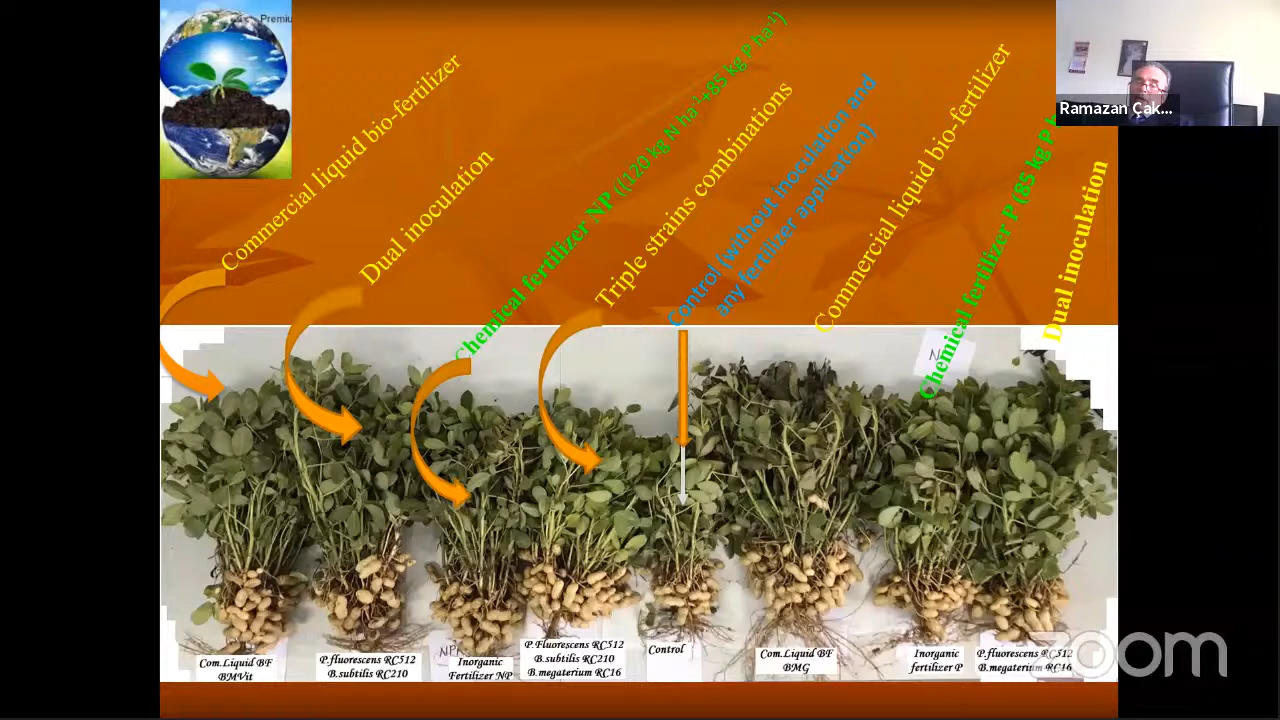 Premiu
Ramazan Çak...
Commercial liquid bio-fertilizer
Dual inoculation
Chemical fertilizer NP ((120 kg N ha⁻¹+85 kg P ha⁻¹)
Triple strains combinations
Control (without inoculation and
any fertilizer application)
Commercial liquid bio-fertilizer
Chemical fertilizer P (85 kg P h
Dual inoculation
Com.Liquid BF
BMVit
P.fluorescens RC512
B.subtilis RC210
NP
Inorganic
Fertilizer NP
P.Fluorescens RC512
B.subtilis RC210
B.megaterium RC16
Control
Com.Liquid BF
BMG
N
Inorganic
fertilizer P
P.fluorescens RC512
B.megaterium RC16
zoom